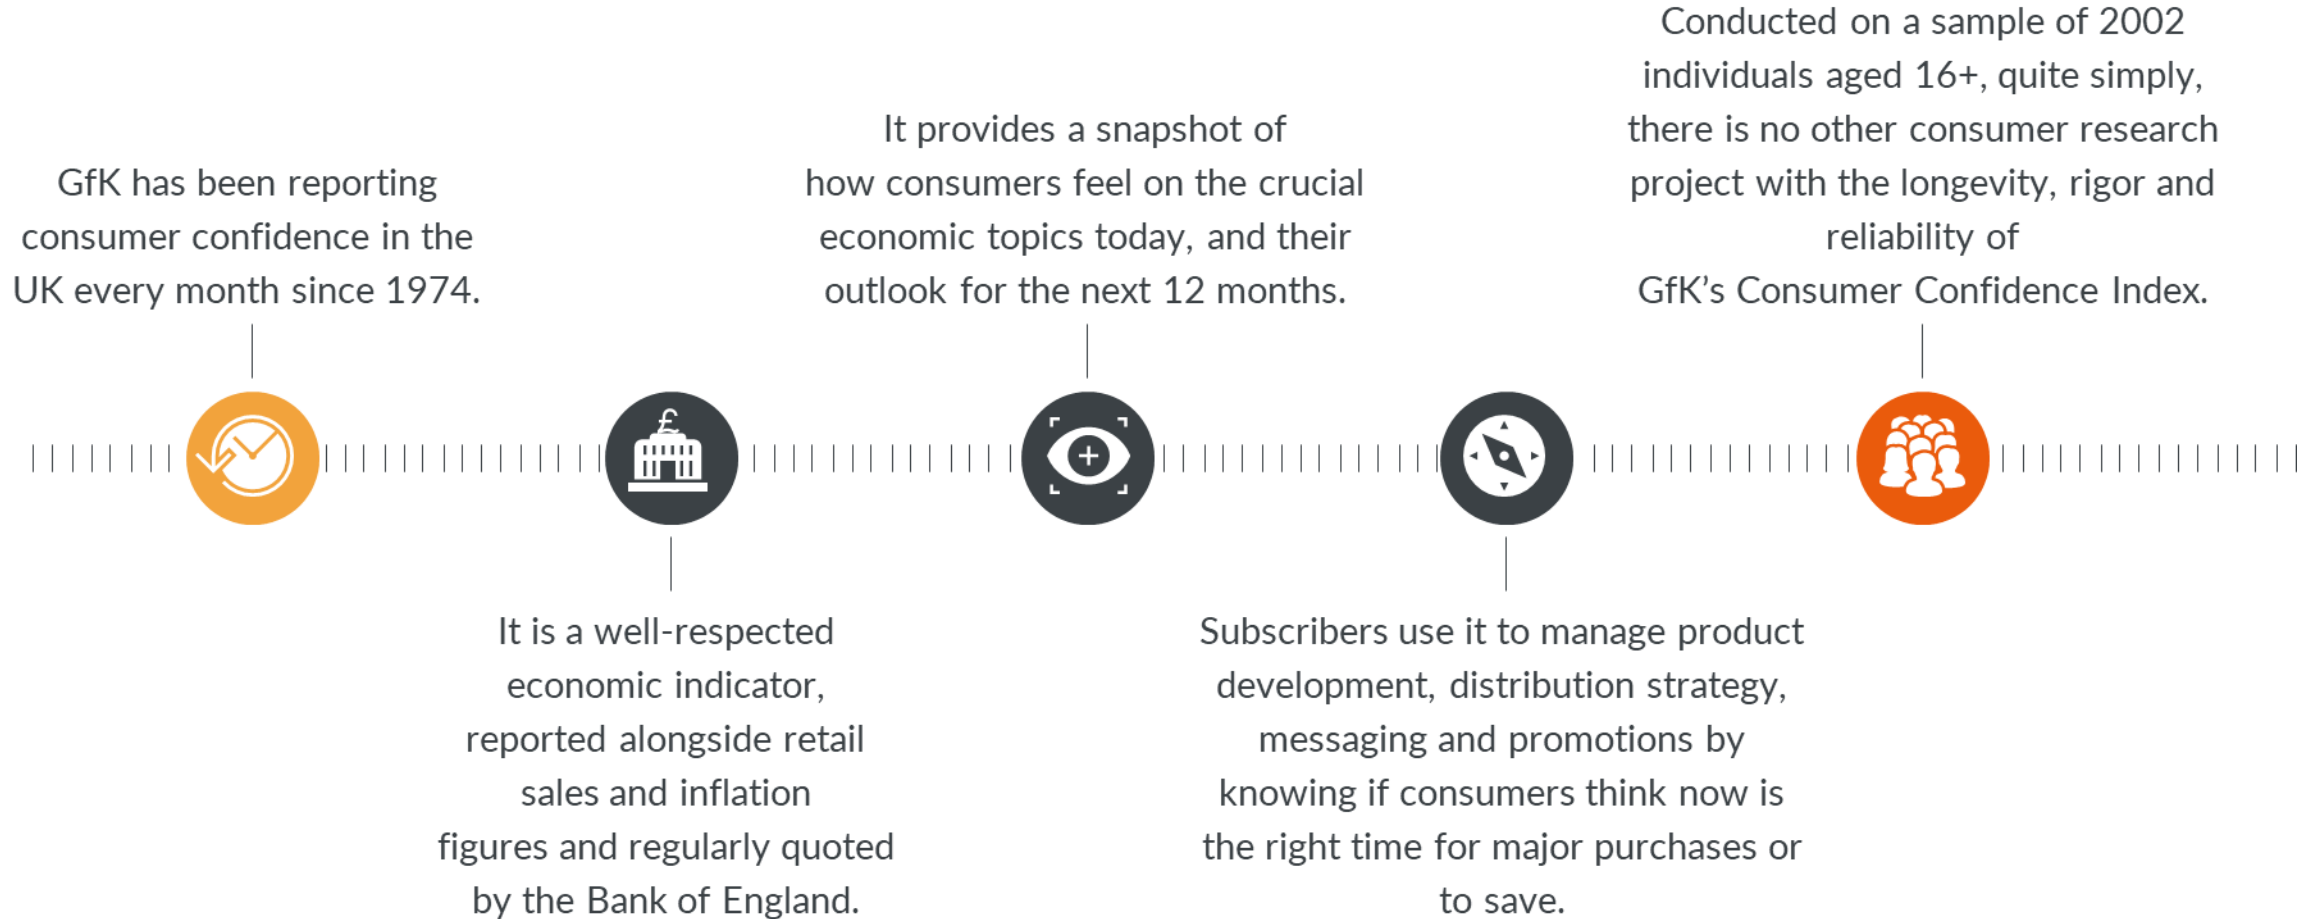 GfK has been reporting
consumer confidence in the
UK every month since 1974.
It is a well-respected
economic indicator,
reported alongside retail
sales and inflation
figures and regularly quoted
by the Bank of England.
It provides a snapshot of
how consumers feel on the crucial
economic topics today, and their
outlook for the next 12 months.
Subscribers use it to manage product
development, distribution strategy,
messaging and promotions by
knowing if consumers think now is
the right time for major purchases or
to save.
Conducted on a sample of 2002
individuals aged 16+, quite simply,
there is no other consumer research
project with the longevity, rigor and
reliability of
GfK’s Consumer Confidence Index.